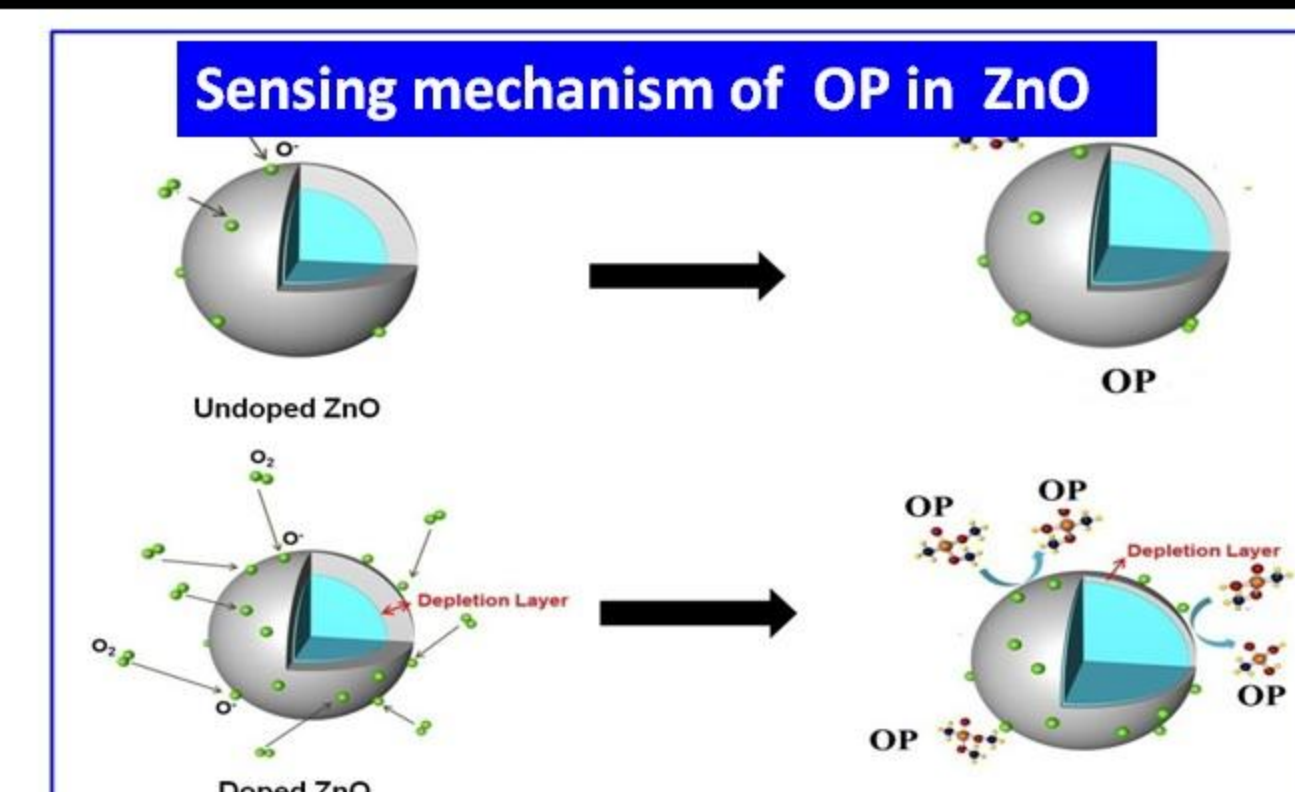 Sensing mechanism of OP in ZnO
O⁻
OP
Undoped ZnO
O₂
OP
OP
O⁻
Depletion Layer
Depletion Layer
O₂
OP
O⁻
OP
Doped ZnO